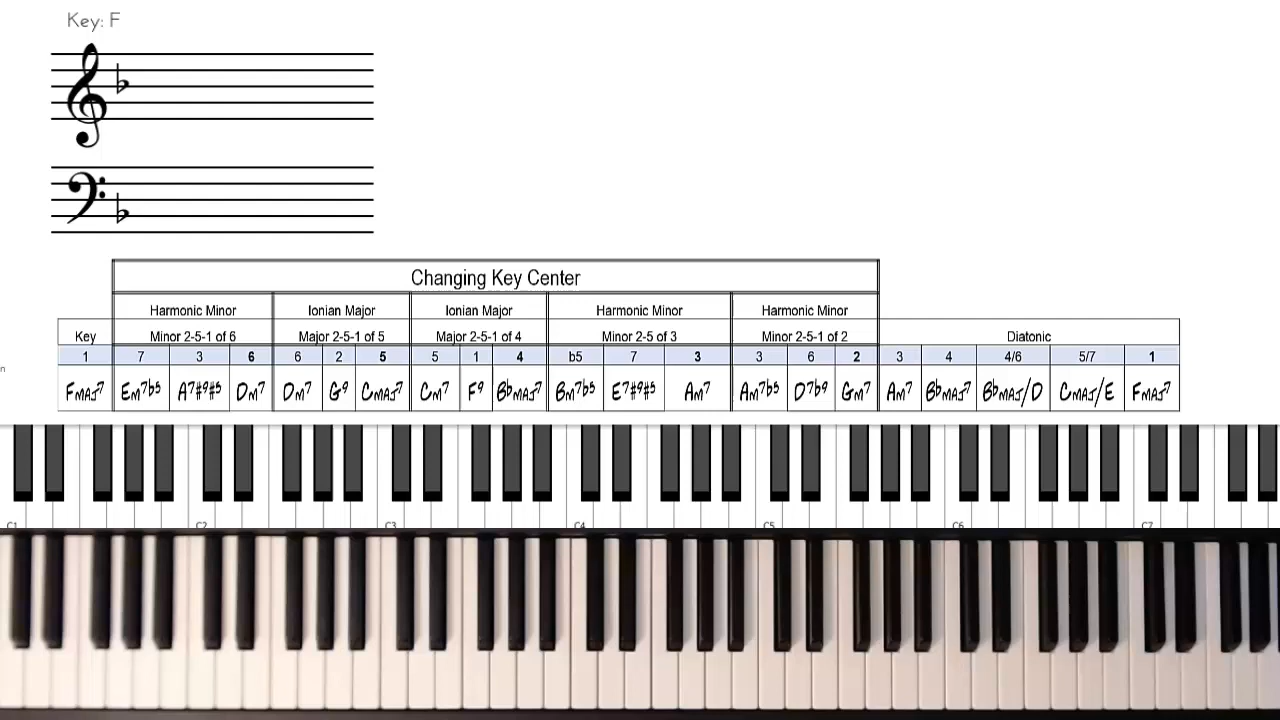 Key: F
Changing Key Center
Harmonic Minor Ionian Major Ionian Major Harmonic Minor Harmonic Minor
Key Minor 2-5-1 of 6 Major 2-5-1 of 5 Major 2-5-1 of 4 Minor 2-5 of 3 Minor 2-5-1 of 2 Diatonic
1 7 3 6 6 2 5 5 1 4 b5 7 3 3 6 2 3 4 4/6 5/7 1
n
Fmaj7 Em7b5 A7#9#5 Dm7 Dm7 G9 Cmaj7 Cm7 F9 Bbmaj7 Bm7b5 E7#9#5 Am7 Am7b5 D7b9 Gm7 Am7 Bbmaj7 Bbmaj/D Cmaj/E Fmaj7
C1 C2 C3 C4 C5 C6 C7